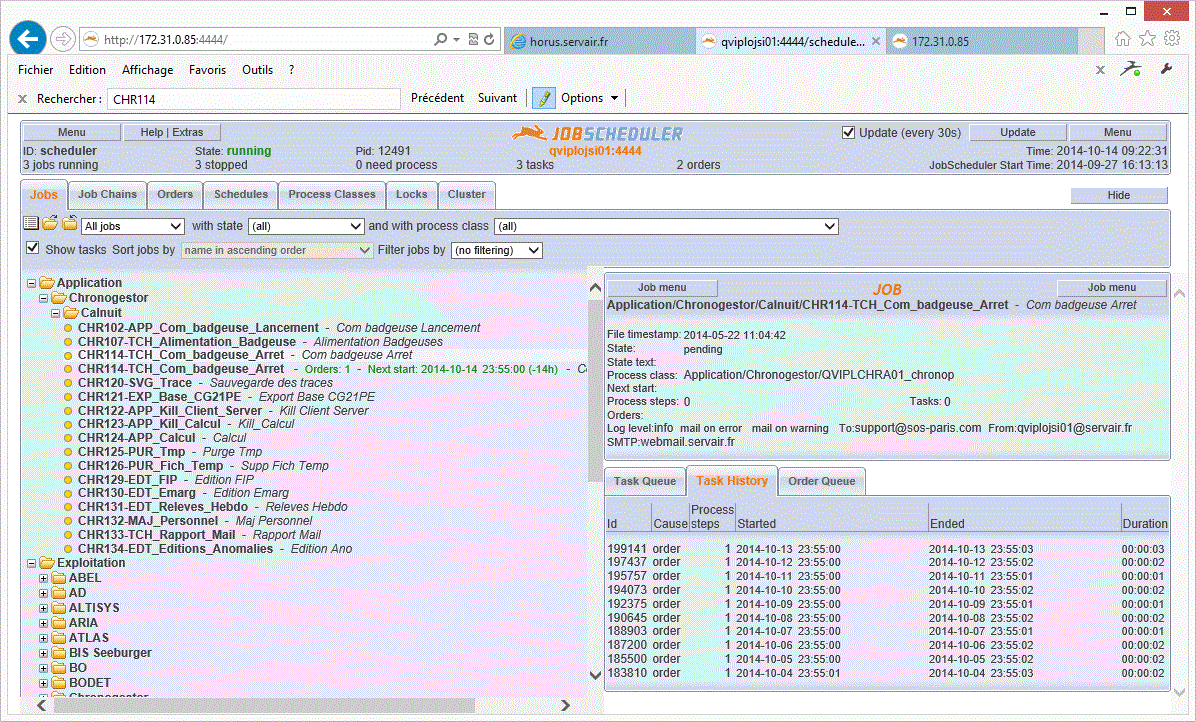 http://172.31.0.85:4444/
horus.servair.fr
qviplojsi01:4444/schedule...
172.31.0.85
Fichier Edition Affichage Favoris Outils ?
Rechercher : CHR114 Précédent Suivant Options
Menu Help | Extras JOBSCHEDULER Update (every 30s) Update Menu
ID: scheduler State: running Pid: 12491 qviplojsi01:4444 Time: 2014-10-14 09:22:31
3 jobs running 3 stopped 0 need process 3 tasks 2 orders JobScheduler Start Time: 2014-09-27 16:13:13
Jobs Job Chains Orders Schedules Process Classes Locks Cluster Hide
All jobs with state (all) and with process class (all)
Show tasks Sort jobs by name in ascending order Filter jobs by (no filtering)
Application
Chronogestor
Calnuit
CHR102-APP_Com_badgeuse_Lancement - Com badgeuse Lancement
CHR107-TCH_Alimentation_Badgeuse - Alimentation Badgeuses
CHR114-TCH_Com_badgeuse_Arret - Com badgeuse Arret
CHR114-TCH_Com_badgeuse_Arret - Orders: 1 - Next start: 2014-10-14 23:55:00 (-14h) - C
CHR120-SVG_Trace - Sauvegarde des traces
CHR121-EXP_Base_CG21PE - Export Base CG21PE
CHR122-APP_Kill_Client_Server - Kill Client Server
CHR123-APP_Kill_Calcul - Kill_Calcul
CHR124-APP_Calcul - Calcul
CHR125-PUR_Tmp - Purge Tmp
CHR126-PUR_Fich_Temp - Supp Fich Temp
CHR129-EDT_FIP - Edition FIP
CHR130-EDT_Emarg - Edition Emarg
CHR131-EDT_Releves_Hebdo - Releves Hebdo
CHR132-MAJ_Personnel - Maj Personnel
CHR133-TCH_Rapport_Mail - Rapport Mail
CHR134-EDT_Editions_Anomalies - Edition Ano
Exploitation
ABEL
AD
ALTISYS
ARIA
ATLAS
BIS Seeburger
BO
BODET
Chronogestor
Job menu JOB Job menu
Application/Chronogestor/Calnuit/CHR114-TCH_Com_badgeuse_Arret - Com badgeuse Arret
File timestamp: 2014-05-22 11:04:42
State: pending
State text:
Process class: Application/Chronogestor/QVIPLCHRA01_chronop
Next start:
Process steps: 0 Tasks: 0
Orders:
Log level:info mail on error mail on warning To:support@sos-paris.com From:qviplojsi01@servair.fr
SMTP:webmail.servair.fr
Task Queue Task History Order Queue
Id Cause Process steps Started Ended Duration
199141 order 1 2014-10-13 23:55:00 2014-10-13 23:55:03 00:00:03
197437 order 1 2014-10-12 23:55:00 2014-10-12 23:55:02 00:00:02
195757 order 1 2014-10-11 23:55:00 2014-10-11 23:55:01 00:00:01
194073 order 1 2014-10-10 23:55:00 2014-10-10 23:55:02 00:00:02
192375 order 1 2014-10-09 23:55:00 2014-10-09 23:55:01 00:00:01
190645 order 1 2014-10-08 23:55:00 2014-10-08 23:55:02 00:00:02
188903 order 1 2014-10-07 23:55:00 2014-10-07 23:55:01 00:00:01
187200 order 1 2014-10-06 23:55:00 2014-10-06 23:55:02 00:00:02
185500 order 1 2014-10-05 23:55:00 2014-10-05 23:55:02 00:00:02
183810 order 1 2014-10-04 23:55:01 2014-10-04 23:55:03 00:00:02